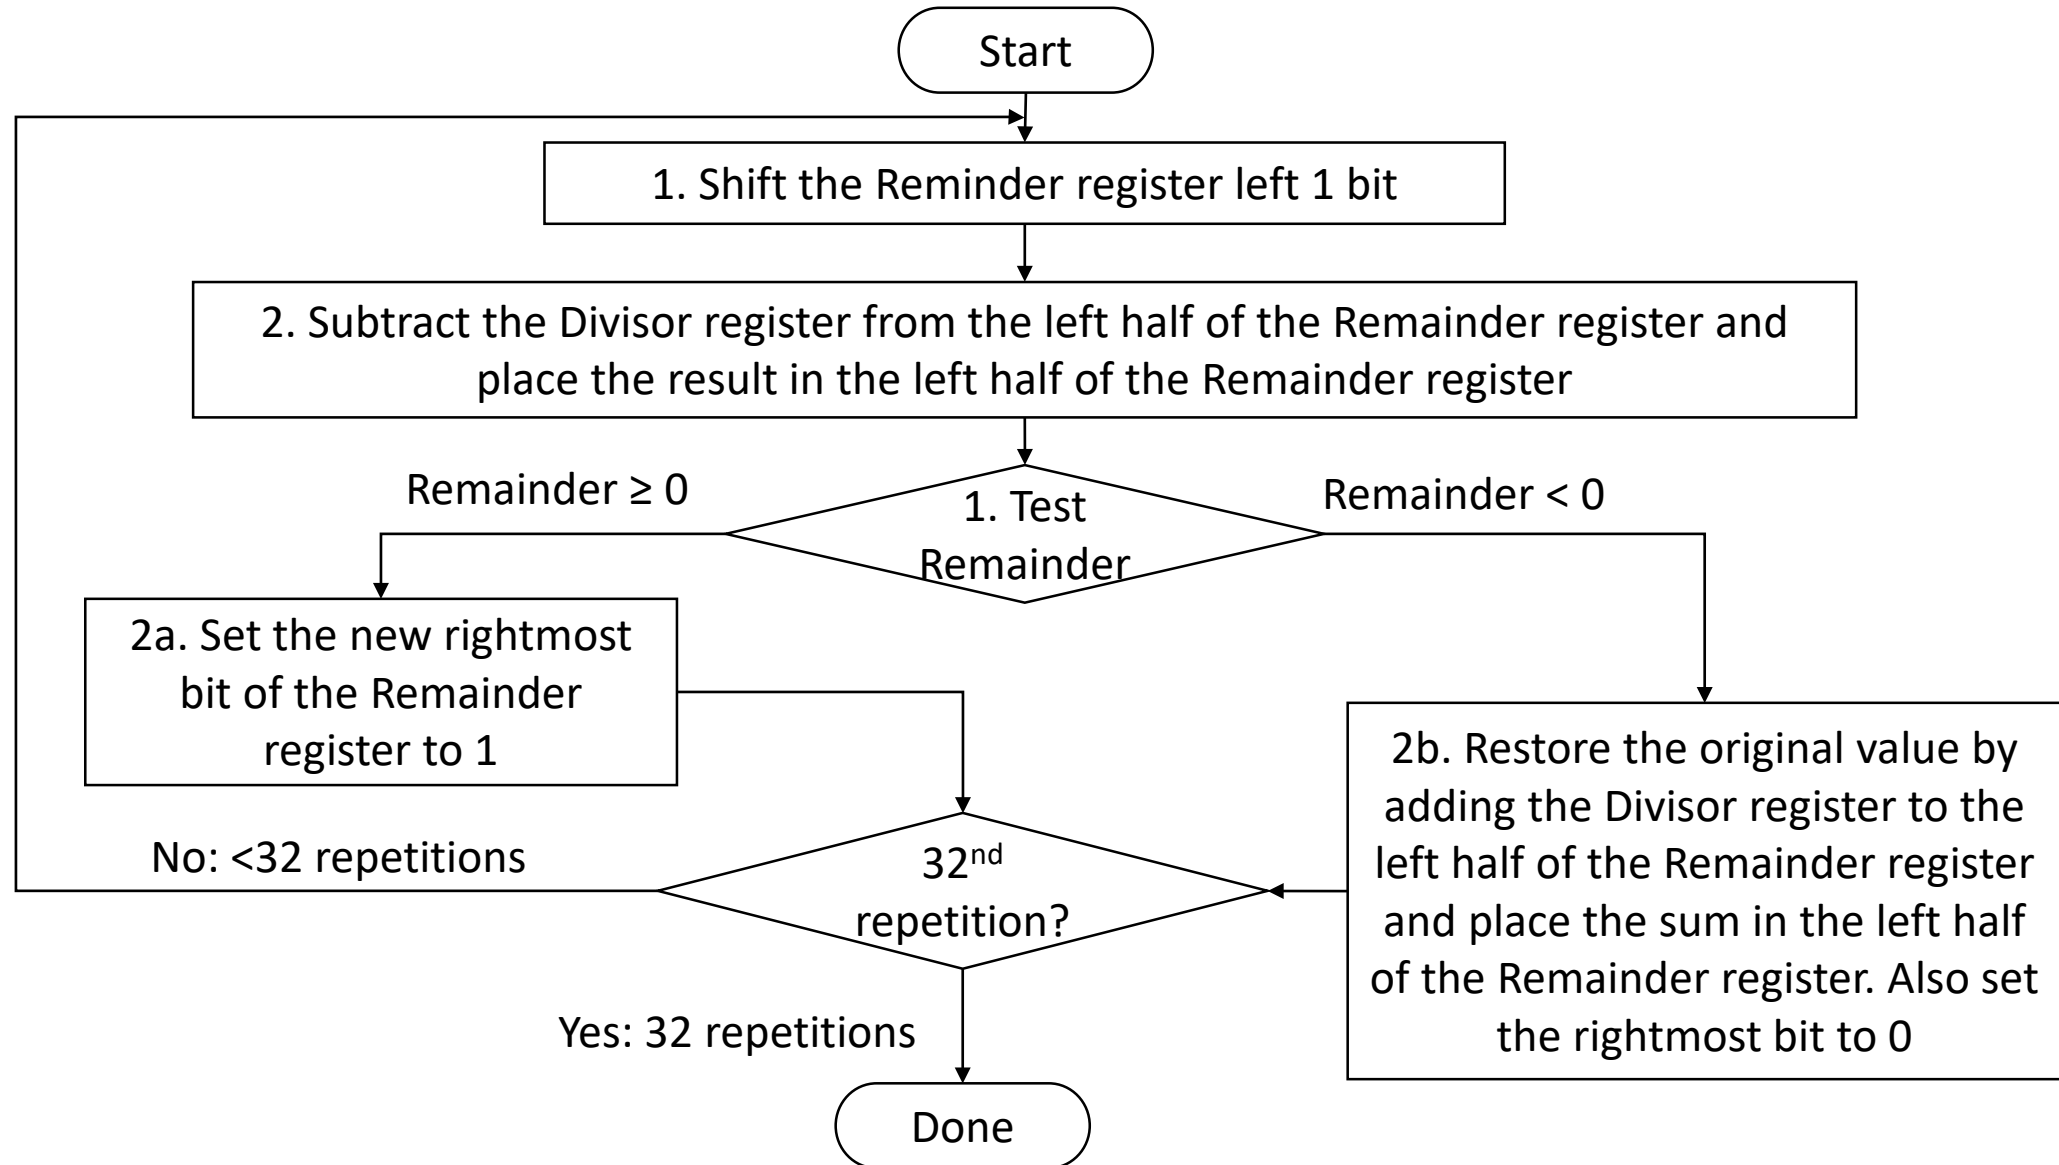 Start
1. Shift the Reminder register left 1 bit
2. Subtract the Divisor register from the left half of the Remainder register and
place the result in the left half of the Remainder register
Remainder ≥ 0
1. Test
Remainder
Remainder < 0
2a. Set the new rightmost
bit of the Remainder
register to 1
2b. Restore the original value by
adding the Divisor register to the
left half of the Remainder register
and place the sum in the left half
of the Remainder register. Also set
the rightmost bit to 0
No: <32 repetitions
32nd
repetition?
Yes: 32 repetitions
Done